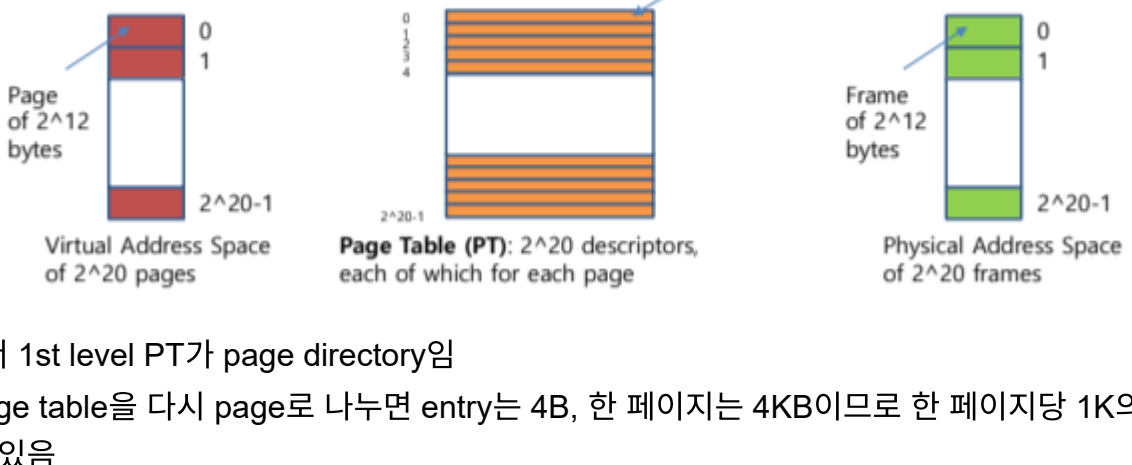 0
1
Page
of 2^12
bytes
2^20-1
Virtual Address Space
of 2^20 pages
0
1
2
3
4
2^20-1
Page Table (PT): 2^20 descriptors,
each of which for each page
0
1
Frame
of 2^12
bytes
2^20-1
Physical Address Space
of 2^20 frames
1st level PT가 page directory임
ge table을 다시 page로 나누면 entry는 4B, 한 페이지는 4KB이므로 한 페이지당 1K의
있음